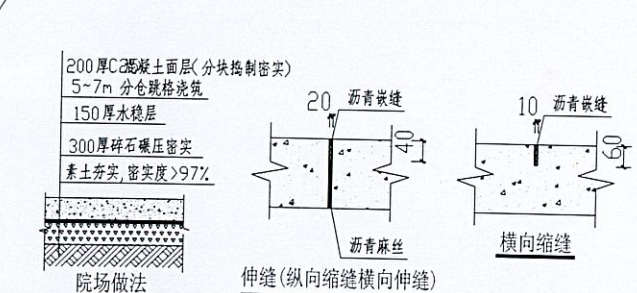 200厚C25混凝土面层(分块捣制密实)
5~7m 分仓跳格浇筑
150厚水稳层
300厚碎石碾压密实
素土夯实,密实度>97%
院场做法
20
沥青嵌缝
40
沥青麻丝
伸缝(纵向缩缝横向伸缝)
10
沥青嵌缝
60
横向缩缝